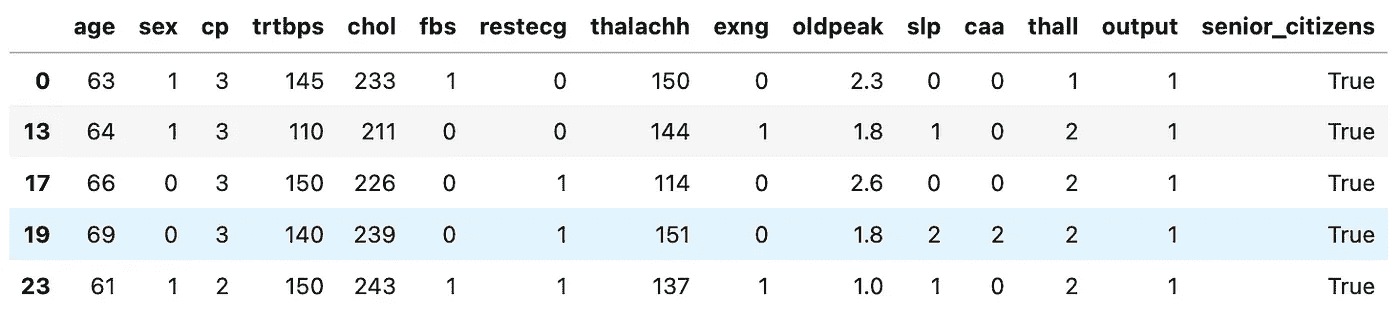 age sex cp trtbps chol fbs restecg thalachh exng oldpeak slp caa thall output senior_citizens
0 63 1 3 145 233 1 0 150 0 2.3 0 0 1 1 True
13 64 1 3 110 211 0 0 144 1 1.8 1 0 2 1 True
17 66 0 3 150 226 0 1 114 0 2.6 0 0 2 1 True
19 69 0 3 140 239 0 1 151 0 1.8 2 2 2 1 True
23 61 1 2 150 243 1 1 137 1 1.0 1 0 2 1 True